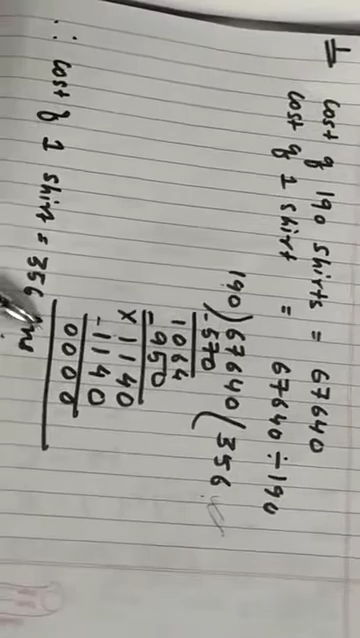 1 cost of 190 shirts = 67640
cost of 1 shirt = 67640 ÷ 190
190 ) 67640 ( 356
- 570
1064
- 950
X 1140
- 1140
0000
∴ cost of 1 shirt = 356